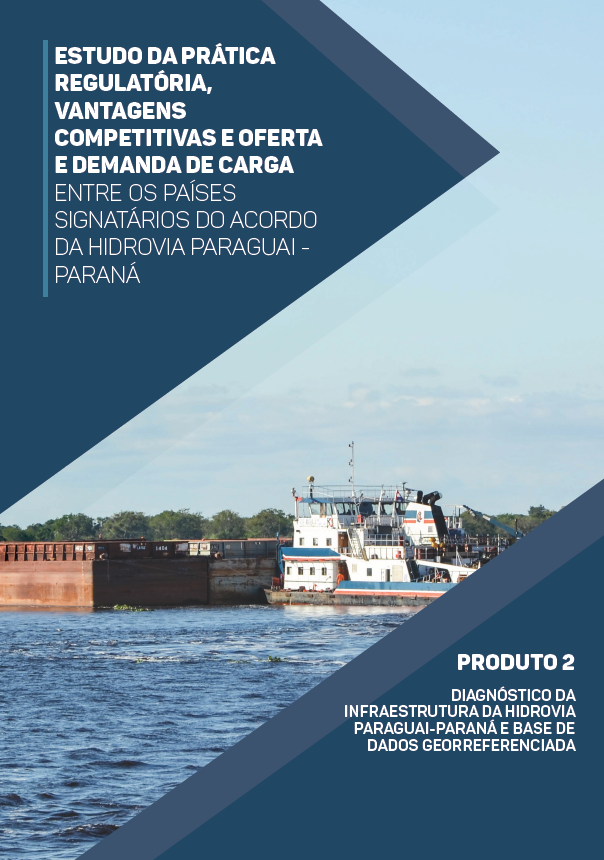 ESTUDO DA PRÁTICA
REGULATÓRIA,
VANTAGENS
COMPETITIVAS E OFERTA
E DEMANDA DE CARGA
ENTRE OS PAÍSES
SIGNATÁRIOS DO ACORDO
DA HIDROVIA PARAGUAI -
PARANÁ
PRODUTO 2
DIAGNÓSTICO DA
INFRAESTRUTURA DA HIDROVIA
PARAGUAI-PARANÁ E BASE DE
DADOS GEORREFERENCIADA